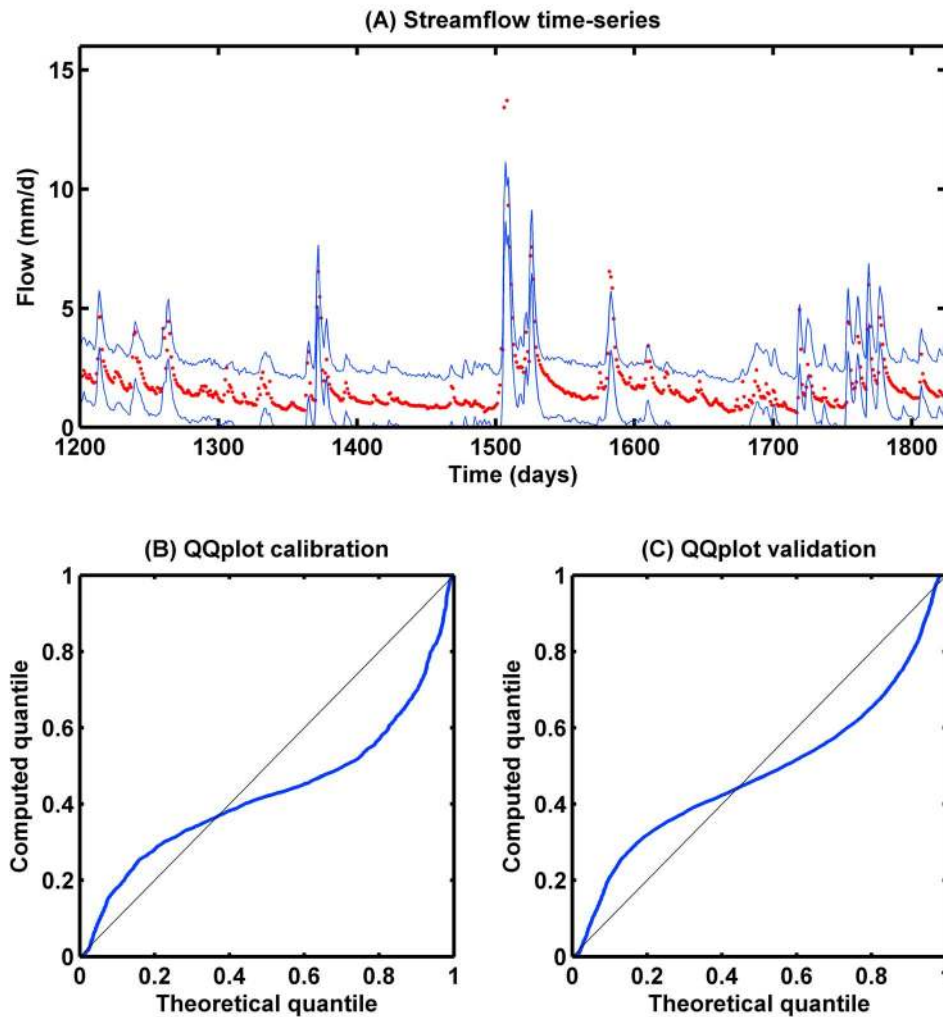 (A) Streamflow time-series
15
10
5
0
Flow (mm/d)
1200 1300 1400 1500 1600 1700 1800
Time (days)
(B) QQplot calibration
1
0.8
0.6
0.4
0.2
0
Computed quantile
0 0.2 0.4 0.6 0.8 1
Theoretical quantile
(C) QQplot validation
1
0.8
0.6
0.4
0.2
0
Computed quantile
0 0.2 0.4 0.6 0.8
Theoretical quantile